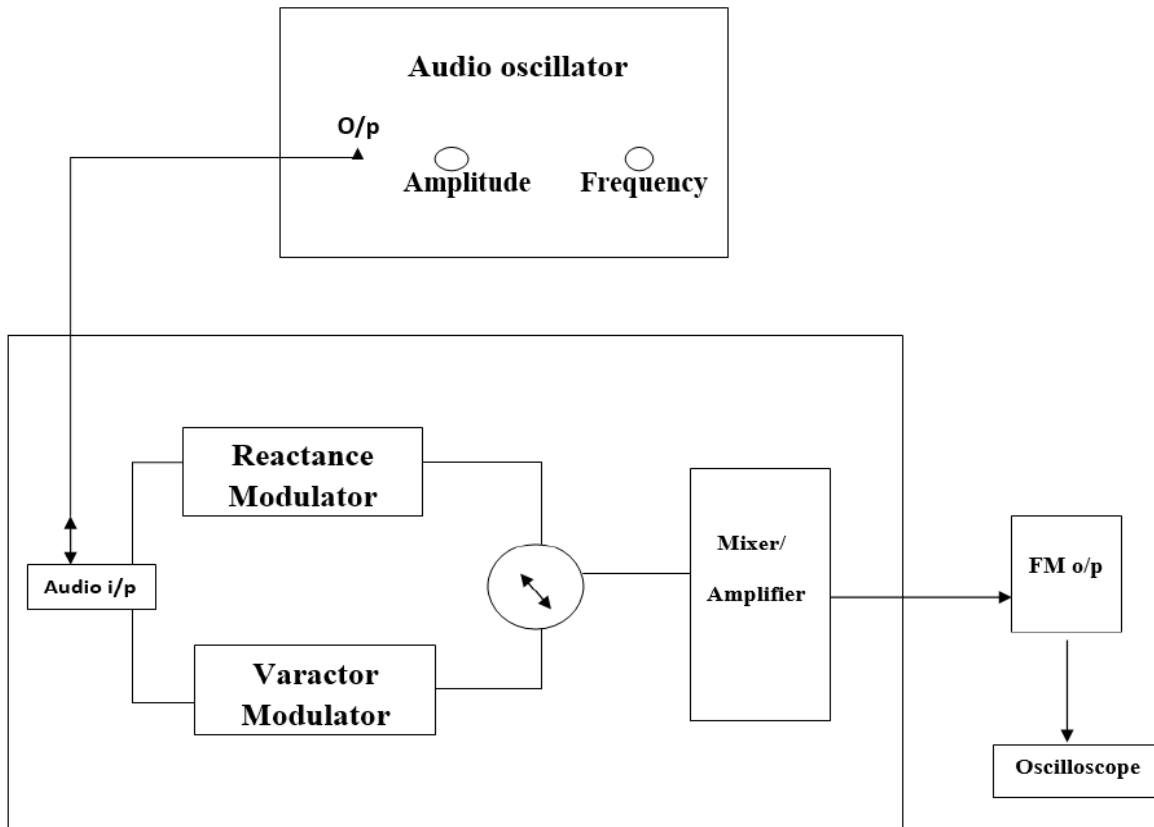 Audio oscillator
O/p
Amplitude
Frequency
Reactance
Modulator
Audio i/p
Varactor
Modulator
Mixer/
Amplifier
FM o/p
Oscilloscope